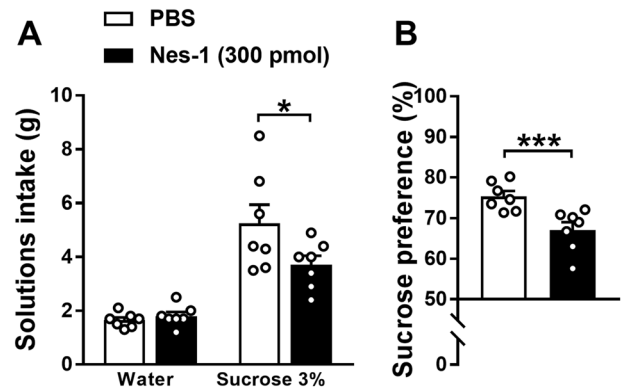 A
PBS
Nes-1 (300 pmol)
B
Solutions intake (g)
10
8
6
4
2
0
*
Water
Sucrose 3%
Sucrose preference (%)
100
90
80
70
60
50
0
***